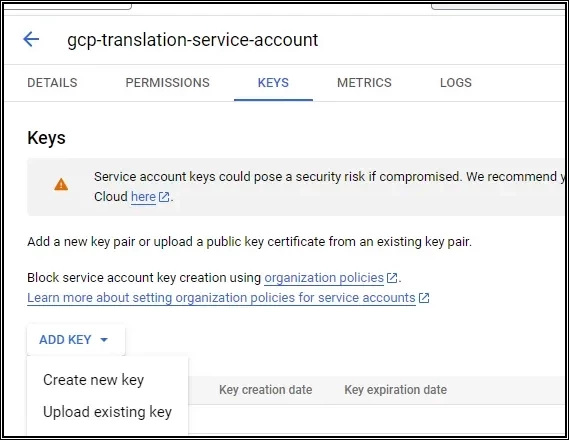 gcp-translation-service-account
DETAILS PERMISSIONS KEYS METRICS LOGS
Keys
Service account keys could pose a security risk if compromised. We recommend
Cloud here.
Add a new key pair or upload a public key certificate from an existing key pair.
Block service account key creation using organization policies.
Learn more about setting organization policies for service accounts
ADD KEY
Create new key
Upload existing key
Key creation date Key expiration date